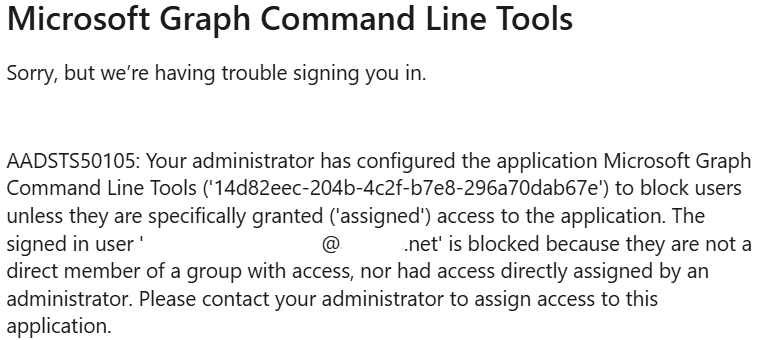 Microsoft Graph Command Line Tools
Sorry, but we’re having trouble signing you in.
AADSTS50105: Your administrator has configured the application Microsoft Graph
Command Line Tools ('14d82eec-204b-4c2f-b7e8-296a70dab67e') to block users
unless they are specifically granted ('assigned') access to the application. The
signed in user ' @ .net' is blocked because they are not a
direct member of a group with access, nor had access directly assigned by an
administrator. Please contact your administrator to assign access to this
application.